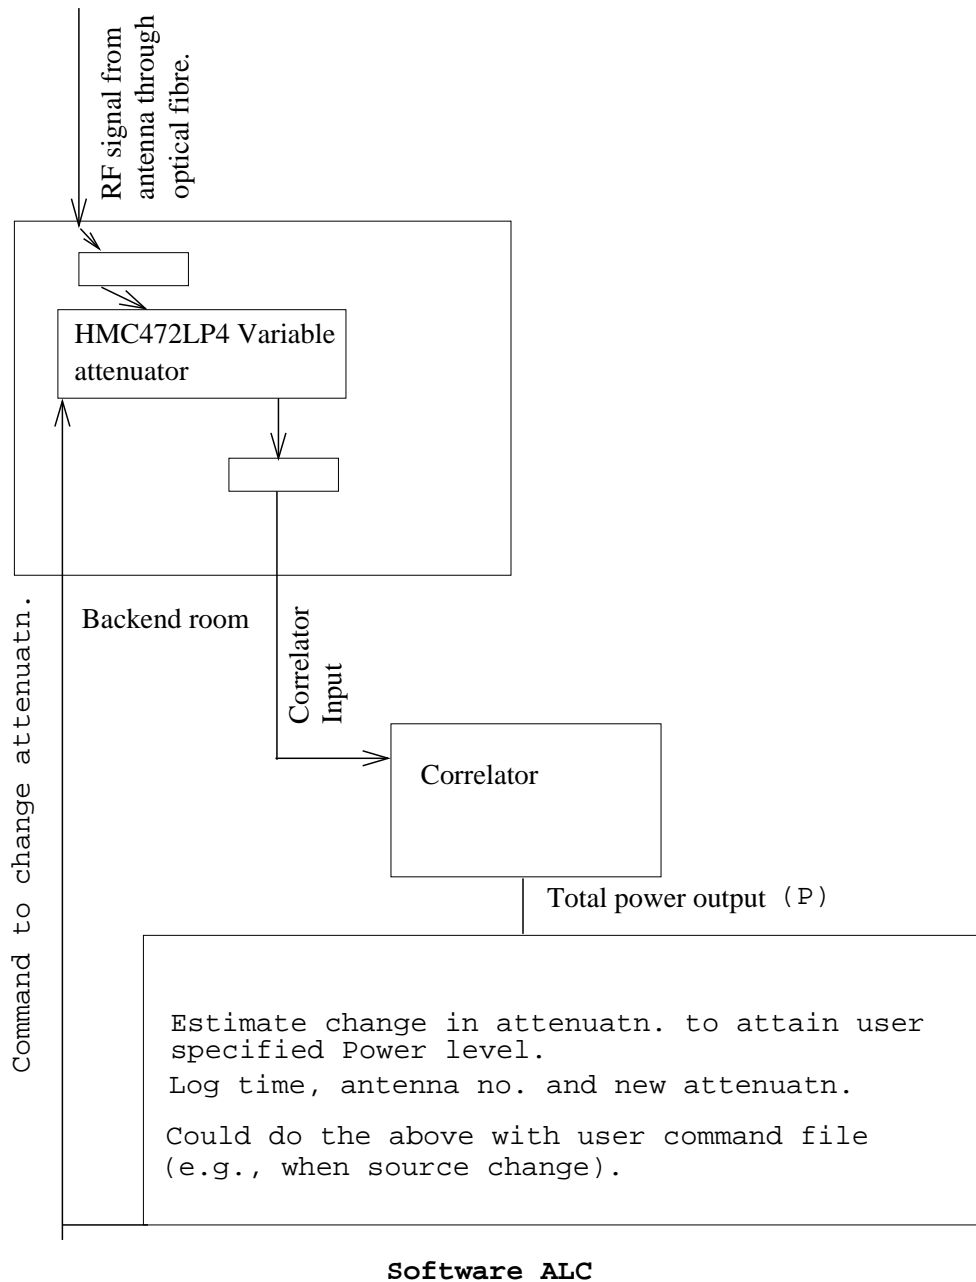 RF signal from
antenna through
optical fibre.
HMC472LP4 Variable
attenuator
Backend room
Correlator
Input
Command to change attenuatn.
Correlator
Total power output (P)
Estimate change in attenuatn. to attain user
specified Power level.
Log time, antenna no. and new attenuatn.
Could do the above with user command file
(e.g., when source change).
Software ALC